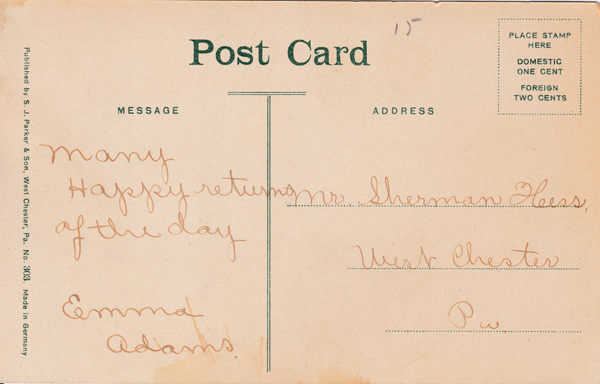 15
Post Card
PLACE STAMP
HERE
DOMESTIC
ONE CENT
FOREIGN
TWO CENTS
MESSAGE
ADDRESS
Many
Happy returns
of the day
Emma
Adams.
Mr. Sherman Hess,
West Chester
Pa.
Published by S. J. Parker & Son, West Chester, Pa. No. 303. Made in Germany